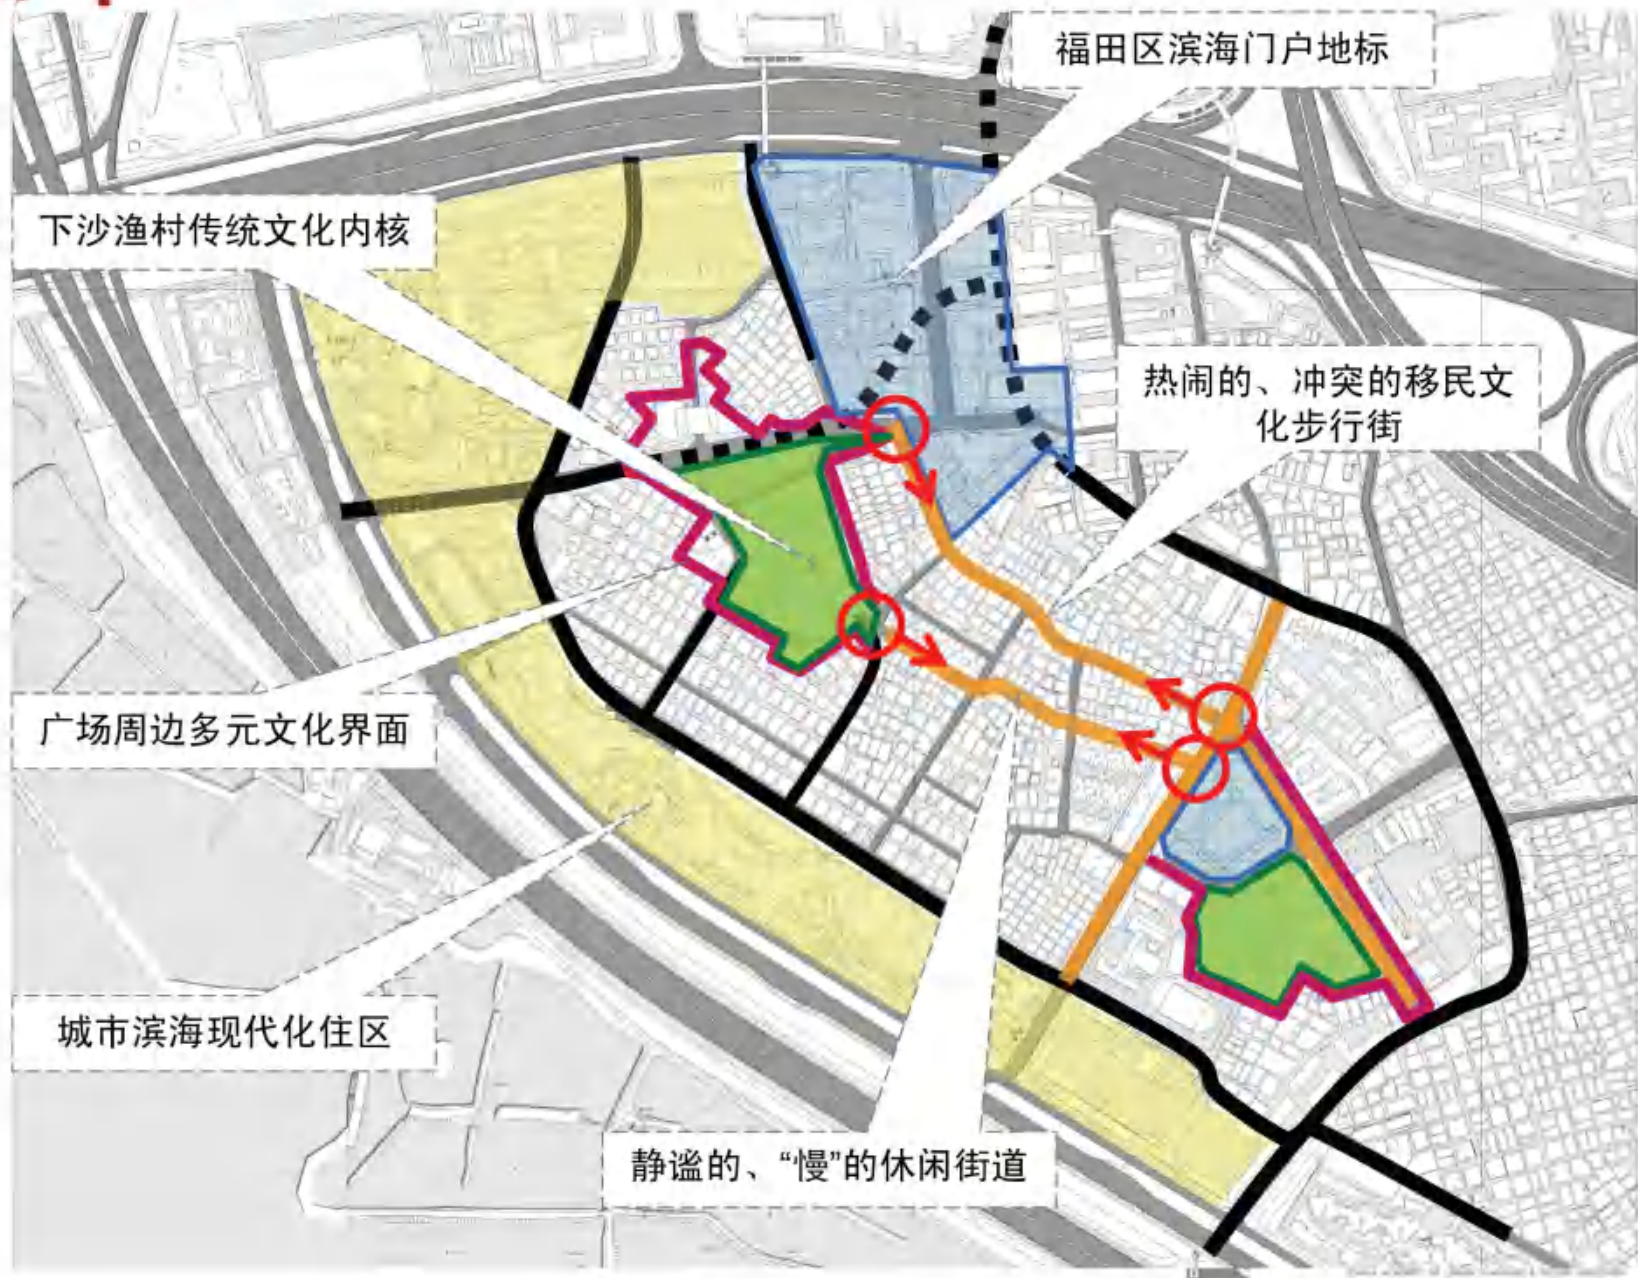 福田区滨海门户地标
下沙渔村传统文化内核
热闹的、冲突的移民文
化步行街
广场周边多元文化界面
城市滨海现代化住区
静谧的、“慢”的休闲街道